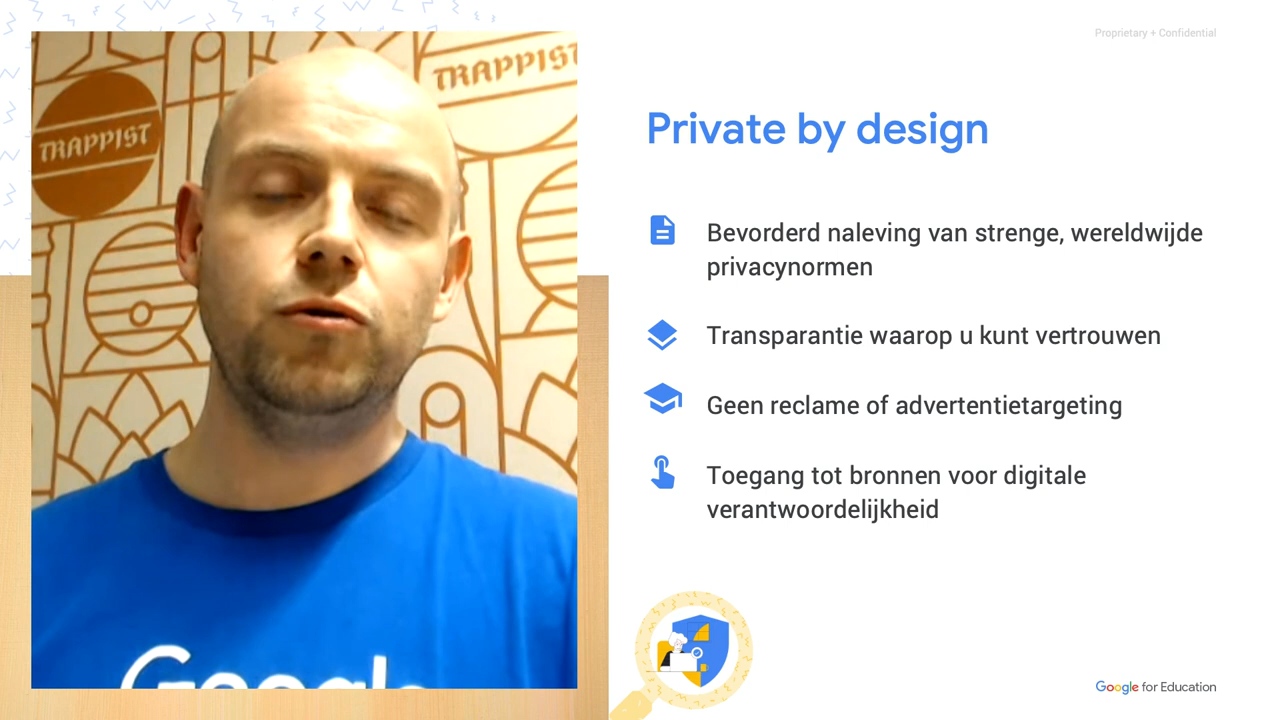 Proprietary + Confidential
TRAPPIST
TRAPPIST
Private by design
Bevorderd naleving van strenge, wereldwijde
privacynormen
Transparantie waarop u kunt vertrouwen
Geen reclame of advertentietargeting
Toegang tot bronnen voor digitale
verantwoordelijkheid
Google
Google for Education